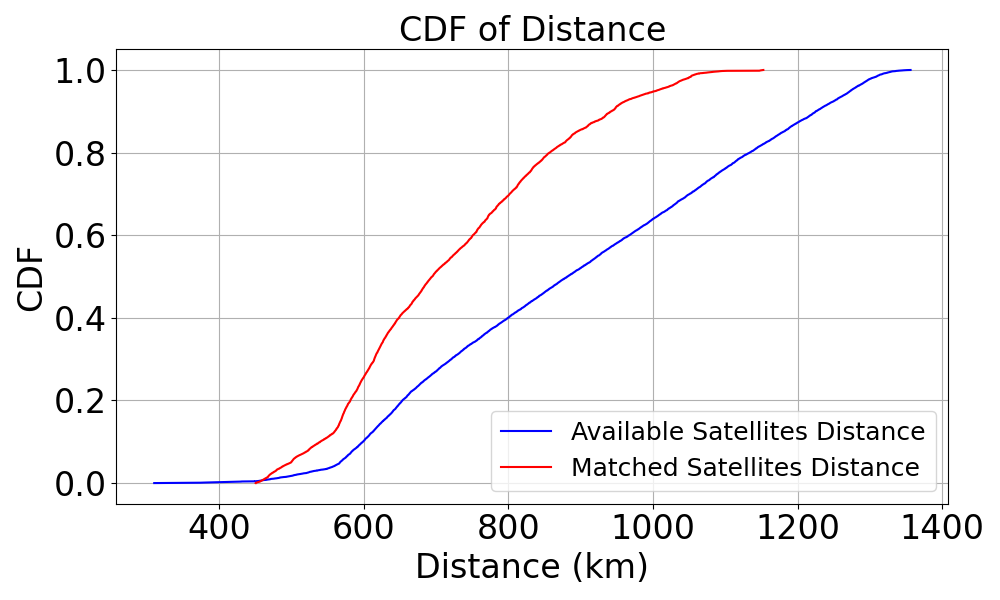 CDF of Distance
1.0
0.8
0.6
0.4
0.2
0.0
CDF
Available Satellites Distance
Matched Satellites Distance
400 600 800 1000 1200 1400
Distance (km)